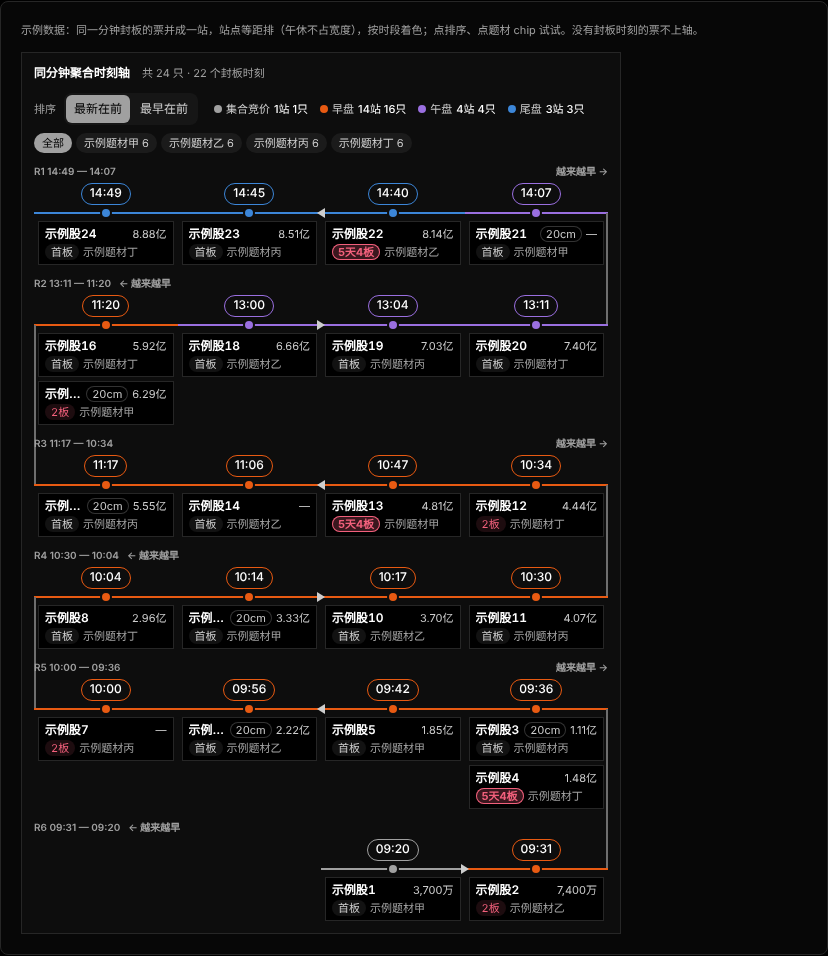 示例数据：同一分钟封板的票并成一站，站点等距排（午休不占宽度），按时段着色；点排序、点题材 chip 试试。没有封板时刻的票不上轴。
同分钟聚合时刻轴 共 24 只 · 22 个封板时刻
排序 最新在前 最早在前 集合竞价 1站 1只 早盘 14站 16只 午盘 4站 4只 尾盘 3站 3只
全部 示例题材甲 6 示例题材乙 6 示例题材丙 6 示例题材丁 6
R1 14:49 — 14:07 越来越早 →
14:49 14:45 14:40 14:07
示例股24 8.88亿 示例股23 8.51亿 示例股22 8.14亿 示例股21 20cm —
首板 示例题材丁 首板 示例题材丙 5天4板 示例题材乙 首板 示例题材甲
R2 13:11 — 11:20 ← 越来越早
11:20 13:00 13:04 13:11
示例股16 5.92亿 示例股18 6.66亿 示例股19 7.03亿 示例股20 7.40亿
首板 示例题材丁 首板 示例题材乙 首板 示例题材丙 首板 示例题材丁
示例... 20cm 6.29亿
2板 示例题材甲
R3 11:17 — 10:34 越来越早 →
11:17 11:06 10:47 10:34
示例... 20cm 5.55亿 示例股14 — 示例股13 4.81亿 示例股12 4.44亿
首板 示例题材丙 首板 示例题材乙 5天4板 示例题材甲 2板 示例题材丁
R4 10:30 — 10:04 ← 越来越早
10:04 10:14 10:17 10:30
示例股8 2.96亿 示例... 20cm 3.33亿 示例股10 3.70亿 示例股11 4.07亿
首板 示例题材丁 首板 示例题材甲 首板 示例题材乙 首板 示例题材丙
R5 10:00 — 09:36 越来越早 →
10:00 09:56 09:42 09:36
示例股7 — 示例... 20cm 2.22亿 示例股5 1.85亿 示例股3 20cm 1.11亿
2板 示例题材丙 首板 示例题材乙 首板 示例题材甲 首板 示例题材丙
示例股4 1.48亿
5天4板 示例题材丁
R6 09:31 — 09:20 ← 越来越早
09:20 09:31
示例股1 3,700万 示例股2 7,400万
首板 示例题材甲 2板 示例题材乙